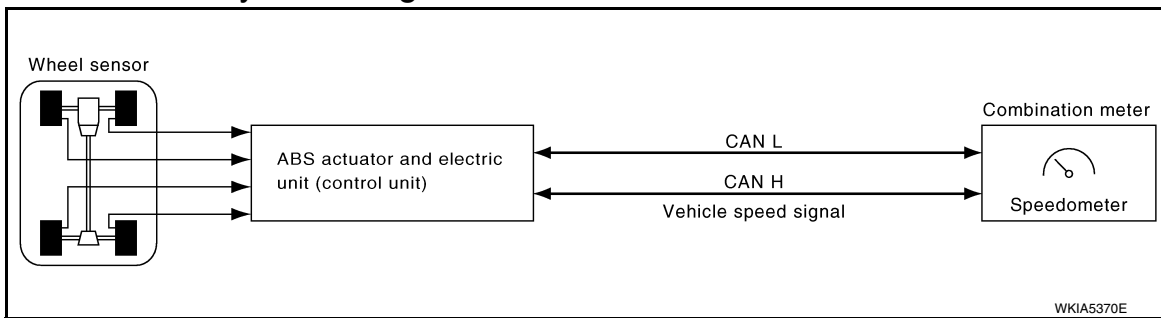 Wheel sensor
ABS actuator and electric
unit (control unit)
CAN L
CAN H
Vehicle speed signal
Combination meter
Speedometer
WKIA5370E